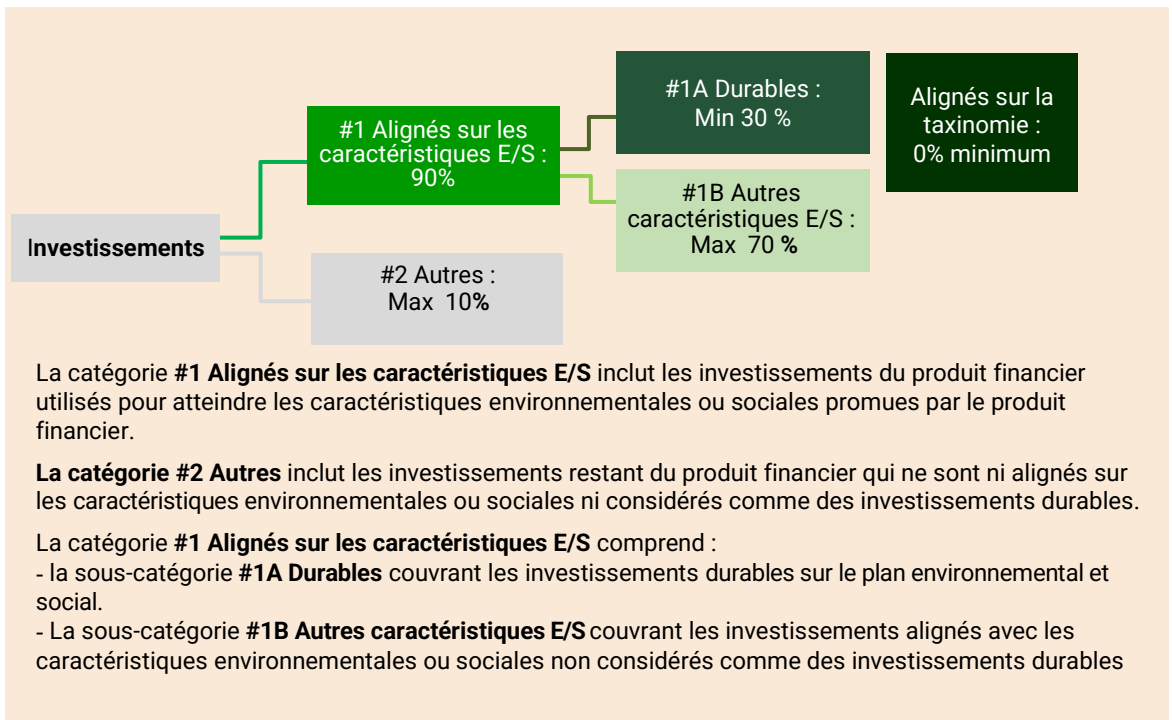 #1A Durables :
Min 30 %
Alignés sur la
taxinomie :
0% minimum
#1 Alignés sur les
caractéristiques E/S :
90%
#1B Autres
caractéristiques E/S :
Max 70 %
Investissements
#2 Autres :
Max 10%
La catégorie #1 Alignés sur les caractéristiques E/S inclut les investissements du produit financier
utilisés pour atteindre les caractéristiques environnementales ou sociales promues par le produit
financier.
La catégorie #2 Autres inclut les investissements restant du produit financier qui ne sont ni alignés sur
les caractéristiques environnementales ou sociales ni considérés comme des investissements durables.
La catégorie #1 Alignés sur les caractéristiques E/S comprend :
- la sous-catégorie #1A Durables couvrant les investissements durables sur le plan environnemental et
social.
- La sous-catégorie #1B Autres caractéristiques E/S couvrant les investissements alignés avec les
caractéristiques environnementales ou sociales non considérés comme des investissements durables